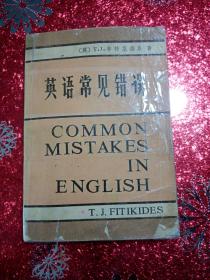 英语常见错误
COMMON
MISTAKES
IN
ENGLISH
T. J. FITIKIDES